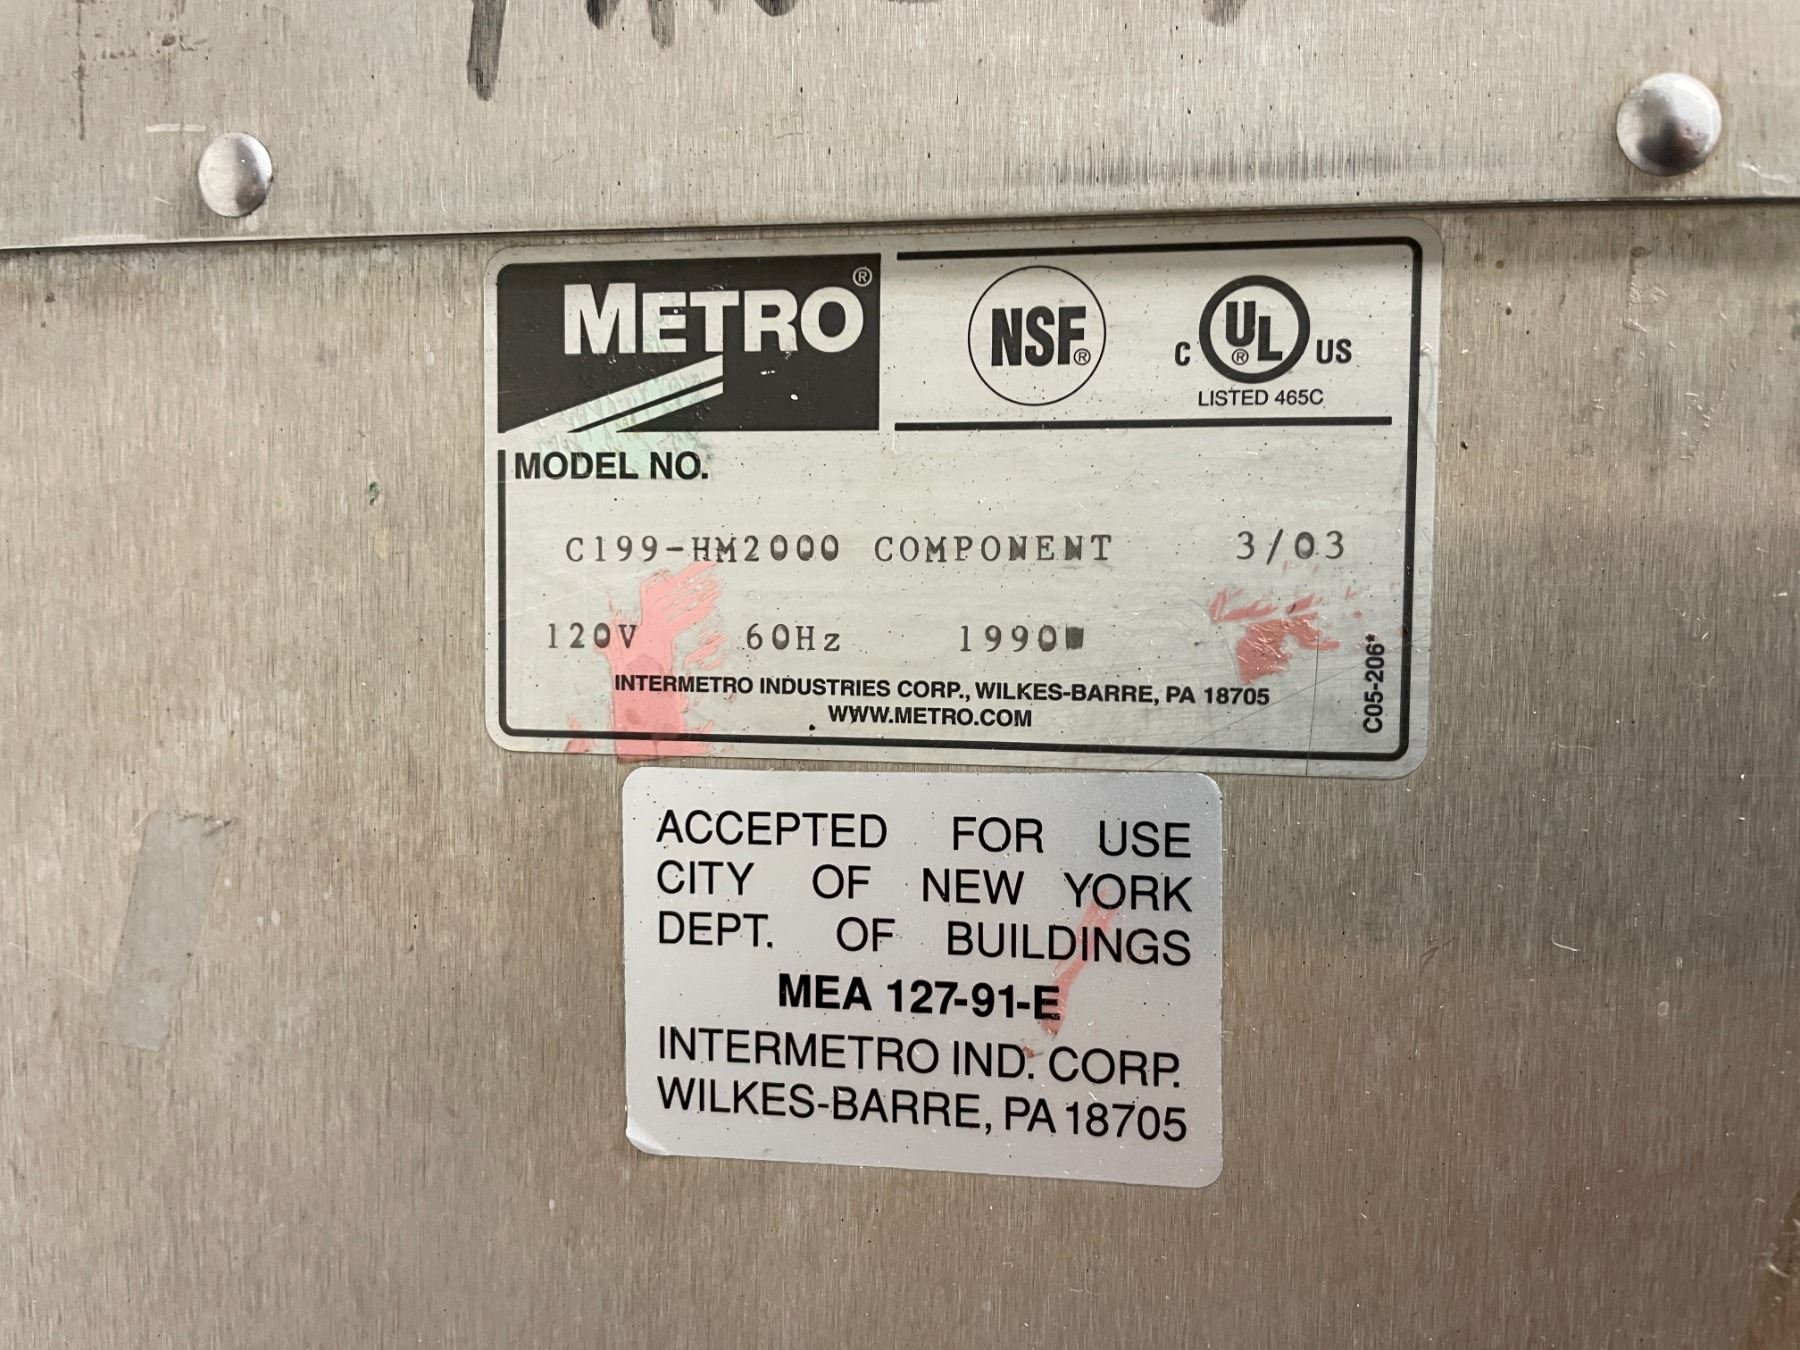 METRO®
NSF®
C UL® US
LISTED 465C
MODEL NO.
C199-HM2000 COMPONENT 3/03
120V 60Hz 1990W
INTERMETRO INDUSTRIES CORP., WILKES-BARRE, PA 18705
WWW.METRO.COM
C05-206*
ACCEPTED FOR USE
CITY OF NEW YORK
DEPT. OF BUILDINGS
MEA 127-91-E
INTERMETRO IND. CORP.
WILKES-BARRE, PA 18705